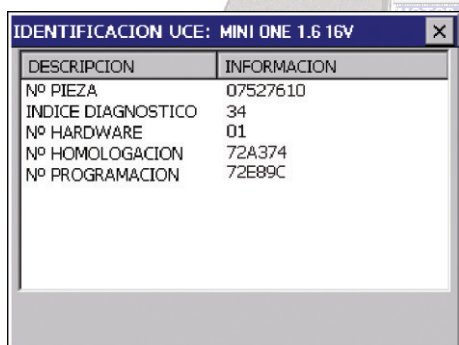 IDENTIFICACION UCE: MINI ONE 1.6 16V
DESCRIPCION INFORMACION
Nº PIEZA 07527610
INDICE DIAGNOSTICO 34
Nº HARDWARE 01
Nº HOMOLOGACION 72A374
Nº PROGRAMACION 72E89C